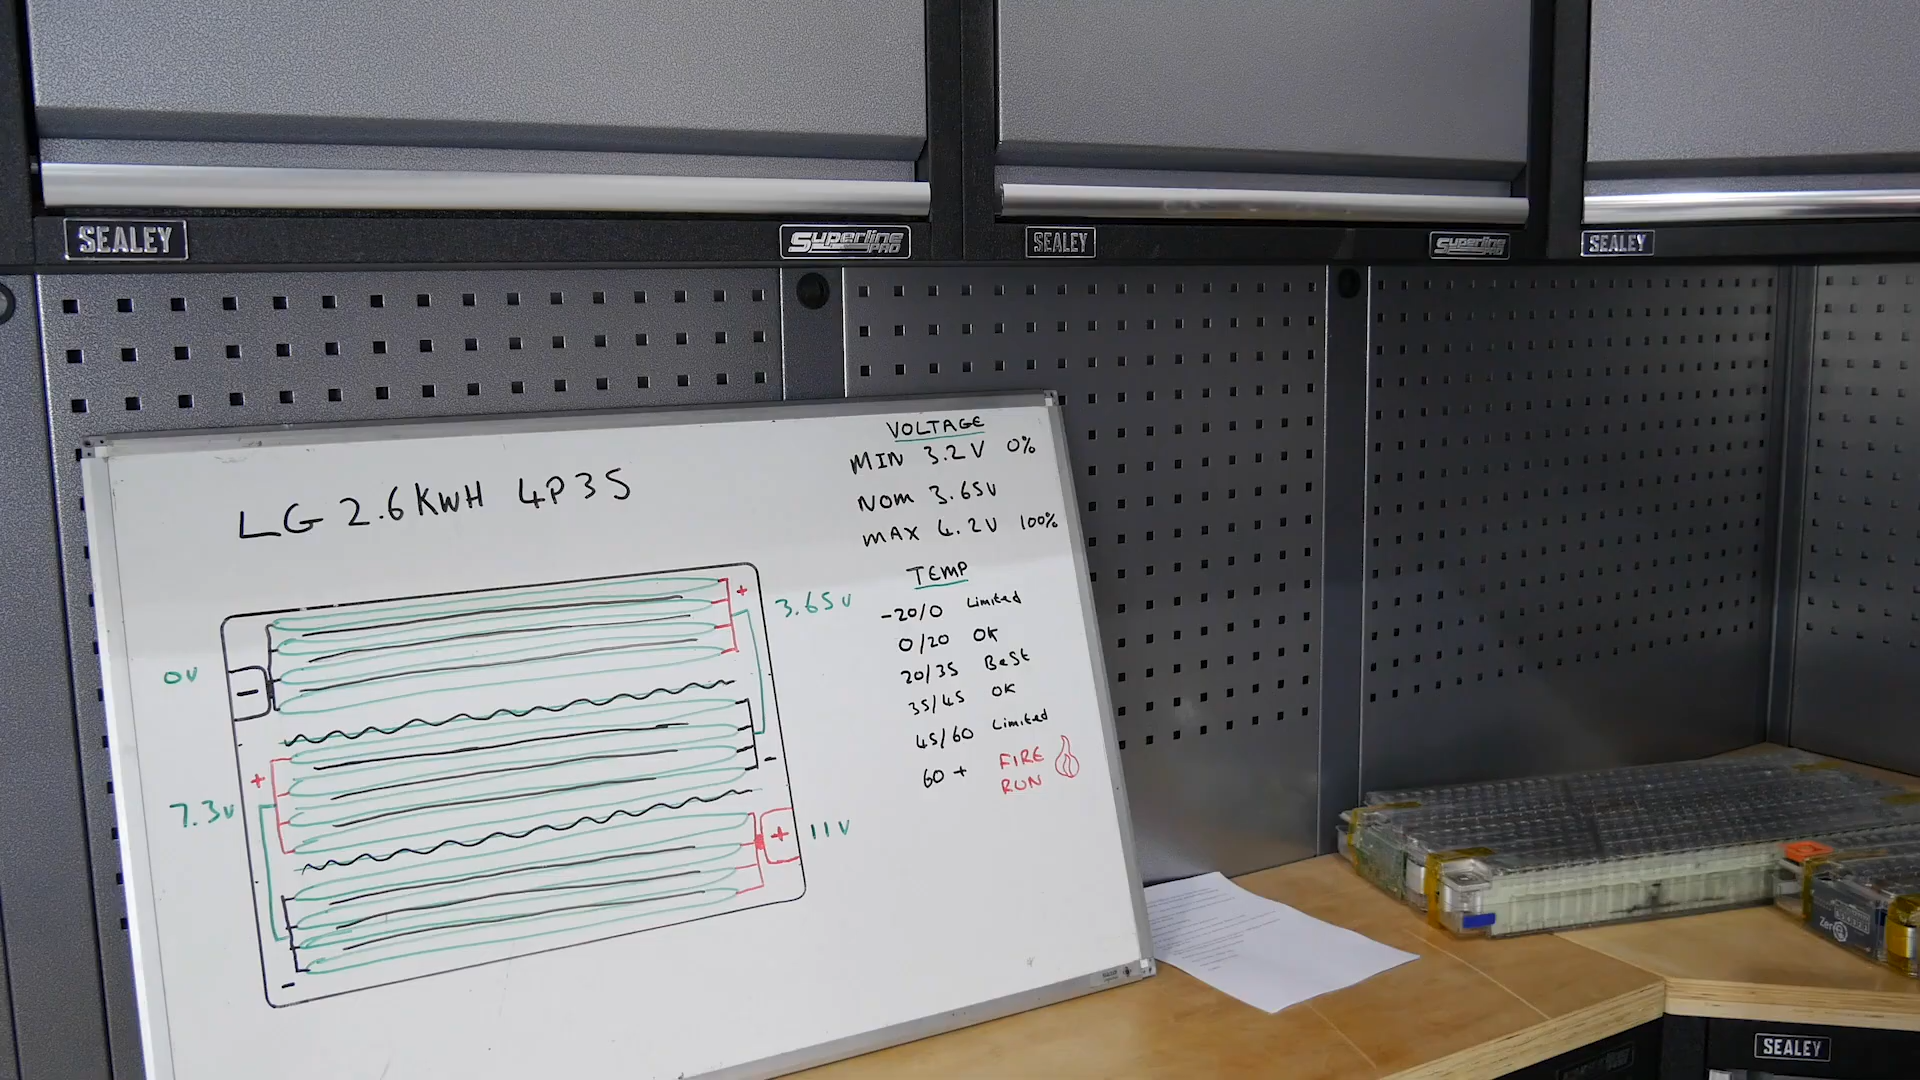 SEALEY
Superline PRO
SEALEY
Superline PRO
SEALEY
LG 2.6KWH 4P3S
VOLTAGE
MIN 3.2V 0%
NOM 3.65V
MAX 4.2V 100%
TEMP
-20/0 Limited
0/20 OK
20/35 BeSt
35/45 OK
45/60 Limited
60+ FIRE
RUN
+
3.65V
0V
-
+
-
7.3V
+
11V
-
Zer
SEALEY